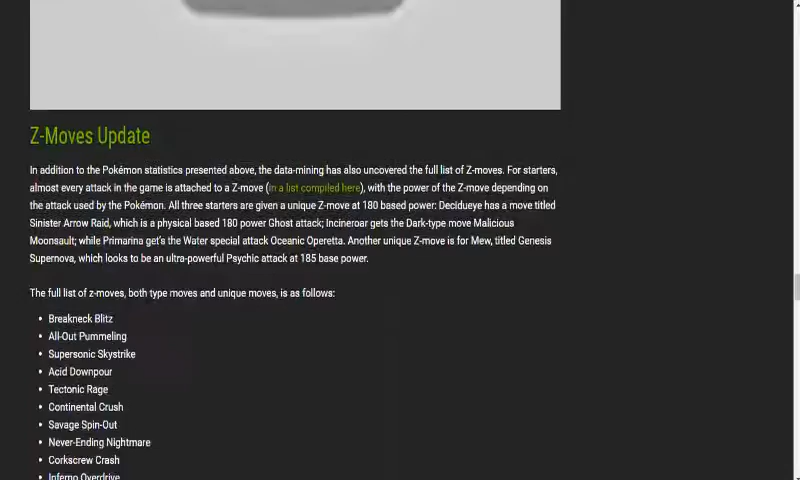 Z-Moves Update
In addition to the Pokémon statistics presented above, the data-mining has also uncovered the full list of Z-moves. For starters,
almost every attack in the game is attached to a Z-move (in a list compiled here), with the power of the Z-move depending on
the attack used by the Pokémon. All three starters are given a unique Z-move at 180 based power: Decidueye has a move titled
Sinister Arrow Raid, which is a physical based 180 power Ghost attack; Incineroar gets the Dark-type move Malicious
Moonsault; while Primarina get's the Water special attack Oceanic Operetta. Another unique Z-move is for Mew, titled Genesis
Supernova, which looks to be an ultra-powerful Psychic attack at 185 base power.
The full list of z-moves, both type moves and unique moves, is as follows:
• Breakneck Blitz
• All-Out Pummeling
• Supersonic Skystrike
• Acid Downpour
• Tectonic Rage
• Continental Crush
• Savage Spin-Out
• Never-Ending Nightmare
• Corkscrew Crash
• Inferno Overdrive